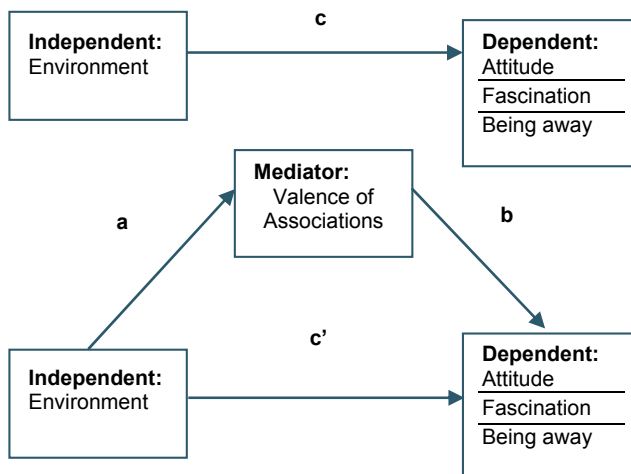 c
Independent:
Environment
Dependent:
Attitude
Fascination
Being away
Mediator:
Valence of
Associations
a
b
c’
Independent:
Environment
Dependent:
Attitude
Fascination
Being away